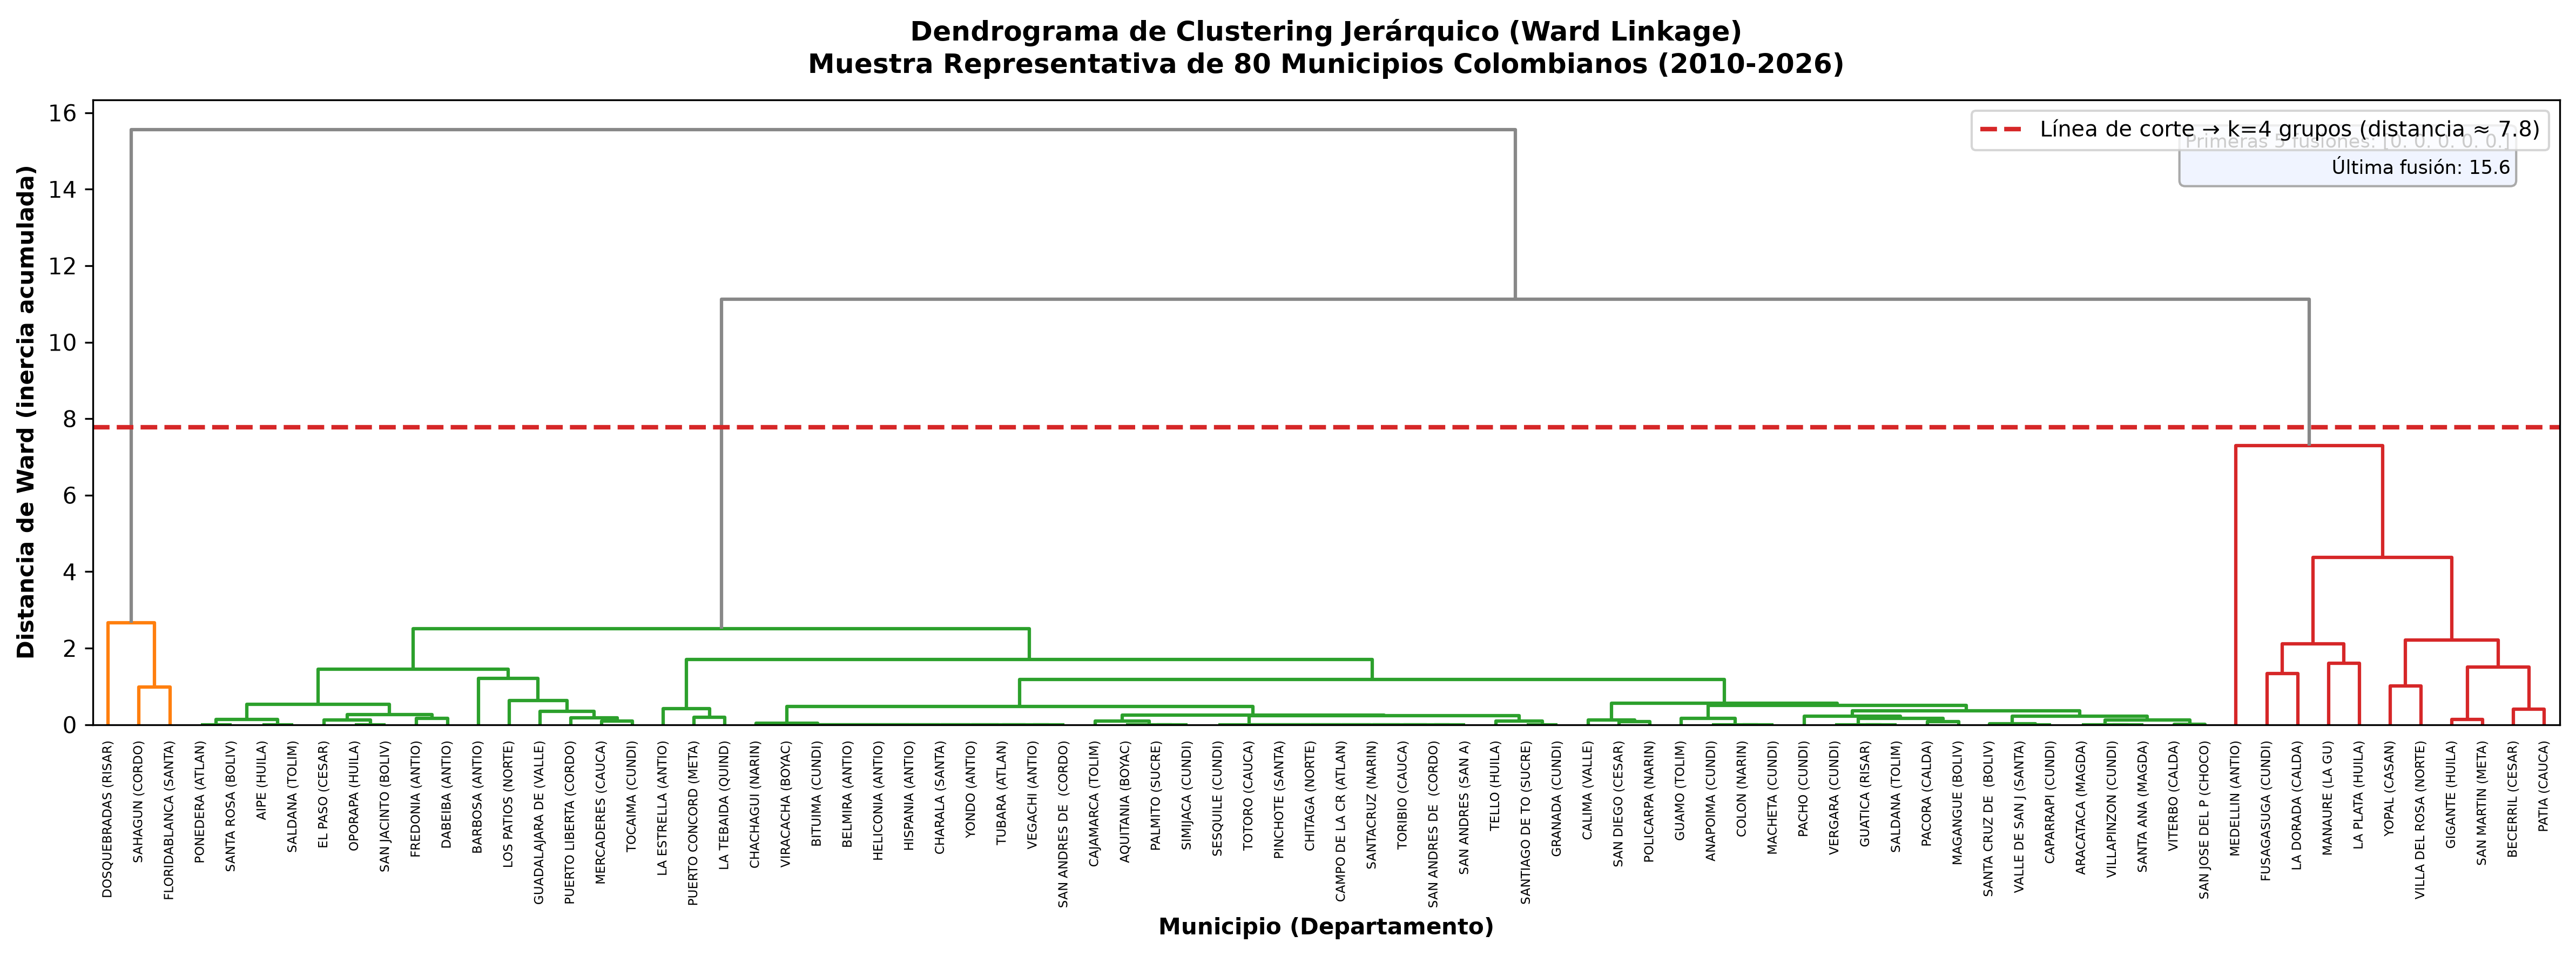 Dendrograma de Clustering Jerárquico (Ward Linkage)
Muestra Representativa de 80 Municipios Colombianos (2010-2026)
Línea de corte → k=4 grupos (distancia ≈ 7.8)
Primeras 5 fusiones: [0. 0. 0. 0. 0.]
Última fusión: 15.6
Distancia de Ward (inercia acumulada)
16
14
12
10
8
6
4
2
0
DOSQUEBRADAS (RISAR)
SAHAGUN (CORDO)
FLORIDABLANCA (SANTA)
PONEDERA (ATLAN)
SANTA ROSA (BOLIV)
AIPE (HUILA)
SALDANA (TOLIM)
EL PASO (CESAR)
OPORAPA (HUILA)
SAN JACINTO (BOLIV)
FREDONIA (ANTIO)
DABEIBA (ANTIO)
BARBOSA (ANTIO)
LOS PATIOS (NORTE)
GUADALAJARA DE (VALLE)
PUERTO LIBERTA (CORDO)
MERCADERES (CAUCA)
TOCAIMA (CUNDI)
LA ESTRELLA (ANTIO)
PUERTO CONCORD (META)
LA TEBAIDA (QUIND)
CHACHAGUI (NARIN)
VIRACACHA (BOYAC)
BITUIMA (CUNDI)
BELMIRA (ANTIO)
HELICONIA (ANTIO)
HISPANIA (ANTIO)
CHARALA (SANTA)
YONDO (ANTIO)
TUBARA (ATLAN)
VEGACHI (ANTIO)
SAN ANDRES DE  (CORDO)
CAJAMARCA (TOLIM)
AQUITANIA (BOYAC)
PALMITO (SUCRE)
SIMIJACA (CUNDI)
SESQUILE (CUNDI)
TOTORO (CAUCA)
PINCHOTE (SANTA)
CHITAGA (NORTE)
CAMPO DE LA CR (ATLAN)
SANTACRUZ (NARIN)
TORIBIO (CAUCA)
SAN ANDRES DE  (CORDO)
SAN ANDRES (SAN A)
TELLO (HUILA)
SANTIAGO DE TO (SUCRE)
GRANADA (CUNDI)
CALIMA (VALLE)
SAN DIEGO (CESAR)
POLICARPA (NARIN)
GUAMO (TOLIM)
ANAPOIMA (CUNDI)
COLON (NARIN)
MACHETA (CUNDI)
PACHO (CUNDI)
VERGARA (CUNDI)
GUATICA (RISAR)
SALDANA (TOLIM)
PACORA (CALDA)
MAGANGUE (BOLIV)
SANTA CRUZ DE  (BOLIV)
VALLE DE SAN J (SANTA)
CAPARRAPI (CUNDI)
ARACATACA (MAGDA)
VILLAPINZON (CUNDI)
SANTA ANA (MAGDA)
VITERBO (CALDA)
SAN JOSE DEL P (CHOCO)
MEDELLIN (ANTIO)
FUSAGASUGA (CUNDI)
LA DORADA (CALDA)
MANAURE (LA GU)
LA PLATA (HUILA)
YOPAL (CASAN)
VILLA DEL ROSA (NORTE)
GIGANTE (HUILA)
SAN MARTIN (META)
BECERRIL (CESAR)
PATIA (CAUCA)
Municipio (Departamento)